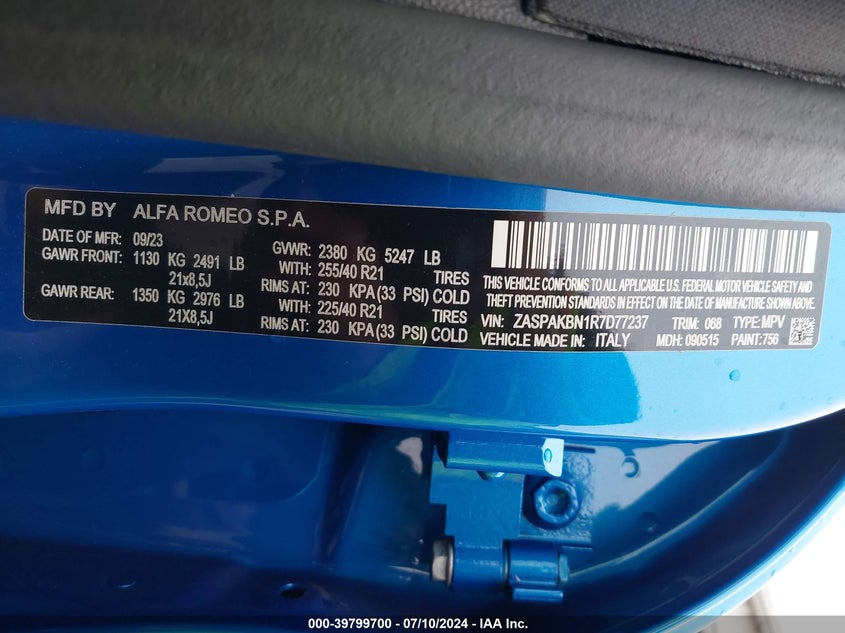 MFD BY ALFA ROMEO S.P.A.
DATE OF MFR: 09/23 GVWR: 2380 KG 5247 LB
GAWR FRONT: 1130 KG 2491 LB WITH: 255/40 R21 TIRES
21x8,5J RIMS AT: 230 KPA(33 PSI) COLD
GAWR REAR: 1350 KG 2976 LB WITH: 225/40 R21 TIRES
21X8,5J RIMS AT: 230 KPA(33 PSI) COLD
THIS VEHICLE CONFORMS TO ALL APPLICABLE U.S. FEDERAL MOTOR VEHICLE SAFETY AND
THEFT PREVENTION STANDARDS IN EFFECT ON THE DATE OF MANUFACTURE SHOWN ABOVE.
VIN: ZASPAKBN1R7D77237 TRIM: 068 TYPE: MPV
VEHICLE MADE IN: ITALY MDH: 090515 PAINT: 756
000-39799700 - 07/10/2024 - IAA Inc.